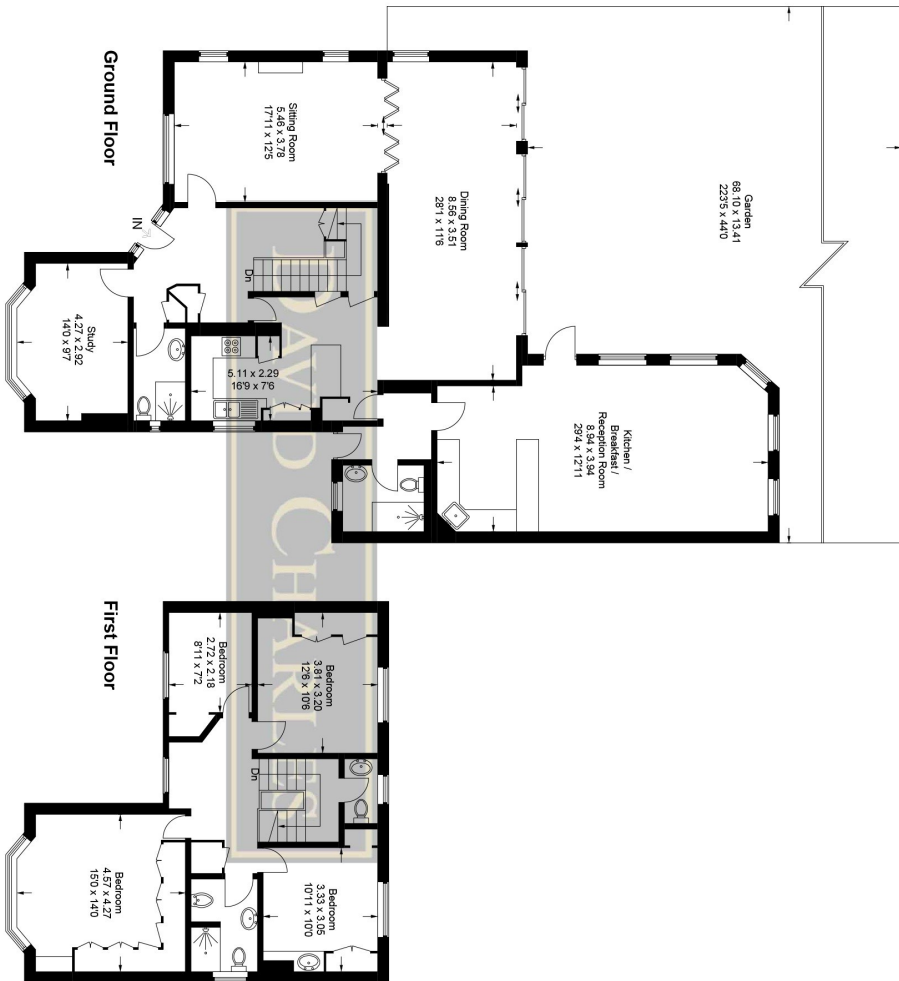 Garden
68.10 x 13.41
223'5 x 44'0
Dining Room
8.56 x 3.51
28'1 x 11'6
Kitchen /
Breakfast /
Reception Room
8.94 x 3.94
29'4 x 12'11
Sitting Room
5.46 x 3.78
17'11 x 12'5
Dn
5.11 x 2.29
16'9 x 7'6
IN
Study
4.27 x 2.92
14'0 x 9'7
Ground Floor
Bedroom
3.81 x 3.20
12'6 x 10'6
Bedroom
2.72 x 2.18
8'11 x 7'2
Dn
Bedroom
3.33 x 3.05
10'11 x 10'0
Bedroom
4.57 x 4.27
15'0 x 14'0
First Floor
DAVID CHARLES